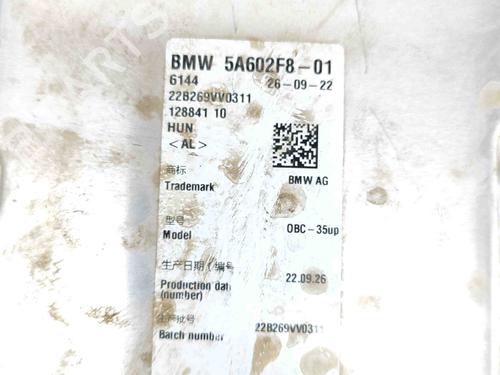 BMW 5A602F8-01
6144 26-09-22
22B269VV0311
128841 10
HUN
<AL>
商标
Trademark BMW AG
型号
Model OBC-35up
生产日期（编号
Production dat
(number) 22.09.26
生产批号
Batch number 22B269VV0311